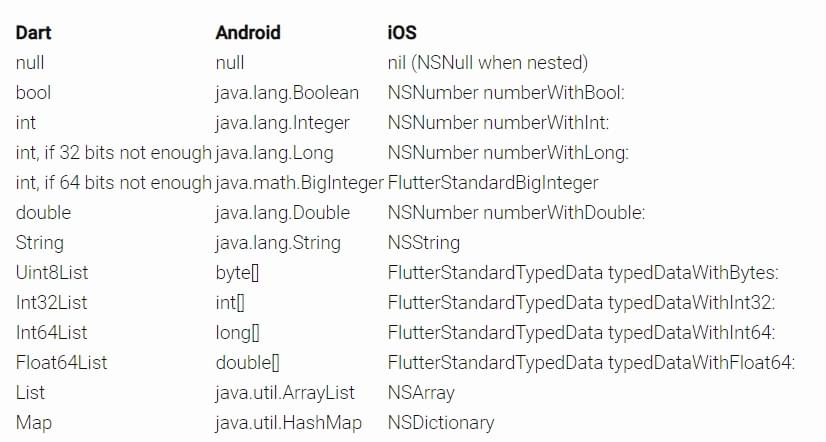 Dart Android iOS
null null nil (NSNull when nested)
bool java.lang.Boolean NSNumber numberWithBool:
int java.lang.Integer NSNumber numberWithInt:
int, if 32 bits not enough java.lang.Long NSNumber numberWithLong:
int, if 64 bits not enough java.math.BigInteger FlutterStandardBigInteger
double java.lang.Double NSNumber numberWithDouble:
String java.lang.String NSString
Uint8List byte[] FlutterStandardTypedData typedDataWithBytes:
Int32List int[] FlutterStandardTypedData typedDataWithInt32:
Int64List long[] FlutterStandardTypedData typedDataWithInt64:
Float64List double[] FlutterStandardTypedData typedDataWithFloat64:
List java.util.ArrayList NSArray
Map java.util.HashMap NSDictionary